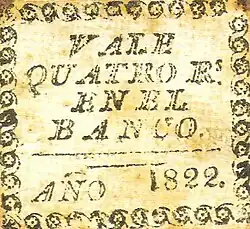 VALE
QUATRO Rs.
EN EL
BANCO.
AÑO 1822.